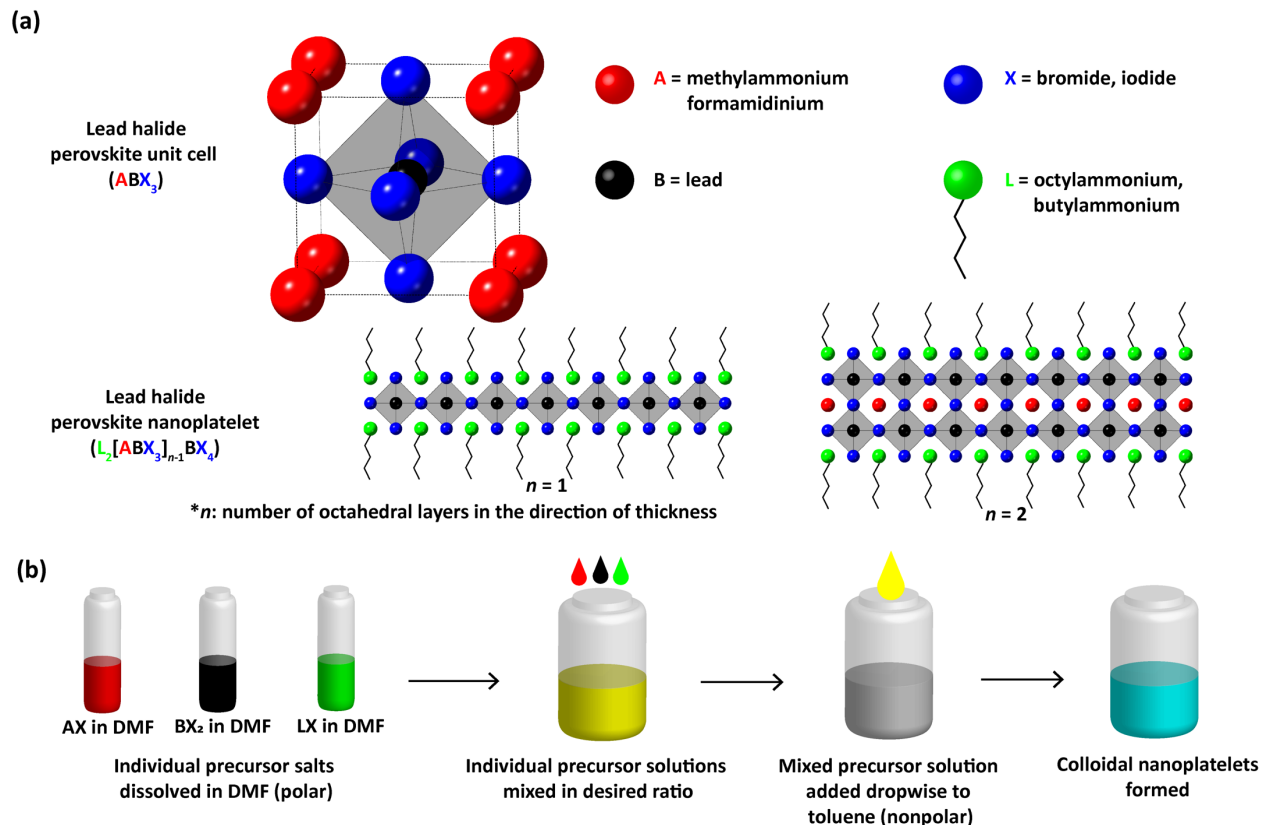 (a)
Lead halide
perovskite unit cell
(ABX₃)
A = methylammonium
formamidinium
X = bromide, iodide
B = lead
L = octylammonium,
butylammonium
Lead halide
perovskite nanoplatelet
(L₂[ABX₃]ₙ₋₁BX₄)
n = 1
n = 2
*n: number of octahedral layers in the direction of thickness
(b)
AX in DMF
BX₂ in DMF
LX in DMF
Individual precursor salts
dissolved in DMF (polar)
Individual precursor solutions
mixed in desired ratio
Mixed precursor solution
added dropwise to
toluene (nonpolar)
Colloidal nanoplatelets
formed